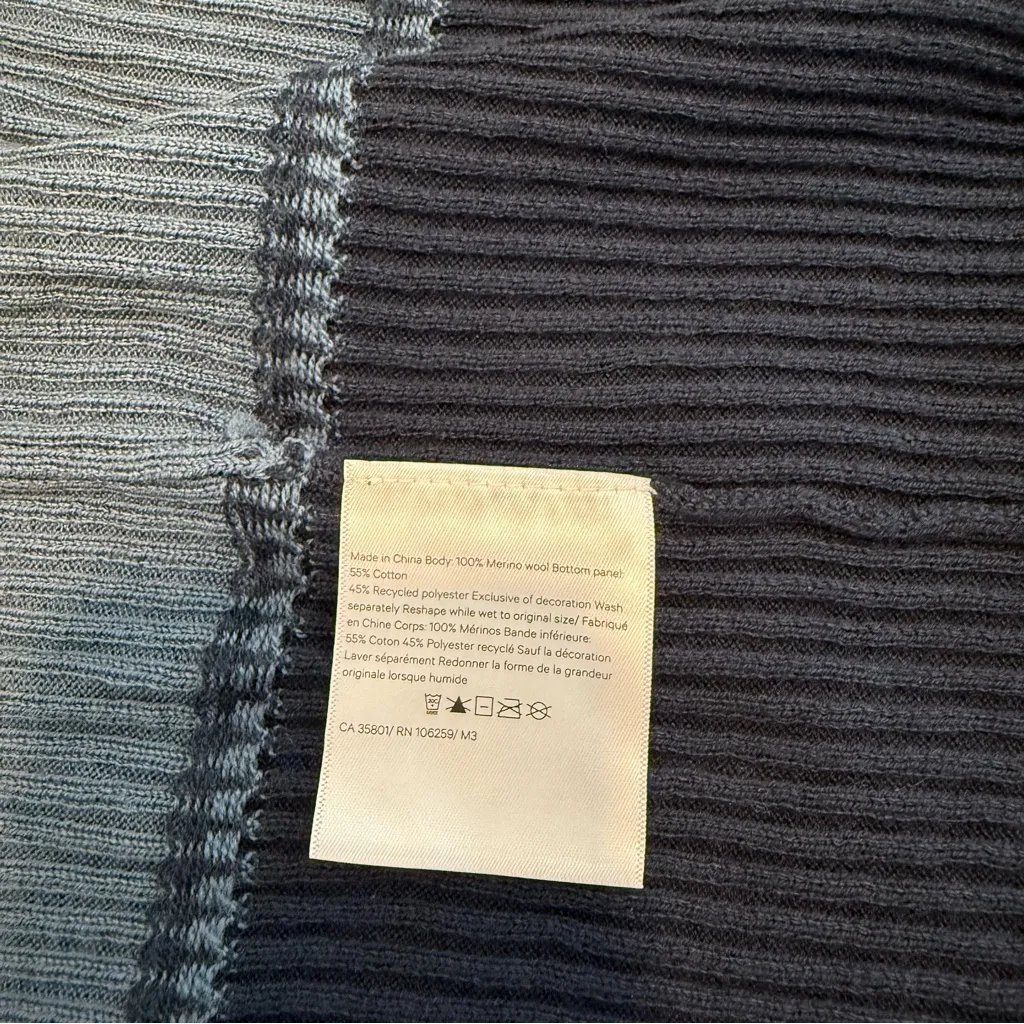 Made in China Body: 100% Merino wool Bottom panel:
55% Cotton
45% Recycled polyester Exclusive of decoration Wash
separately Reshape while wet to original size/ Fabriqué
en Chine Corps: 100% Mérinos Bande inférieure:
55% Coton 45% Polyester recyclé Sauf la décoration
Laver séparément Redonner la forme de la grandeur
originale lorsque humide
CA 35801/ RN 106259/ M3